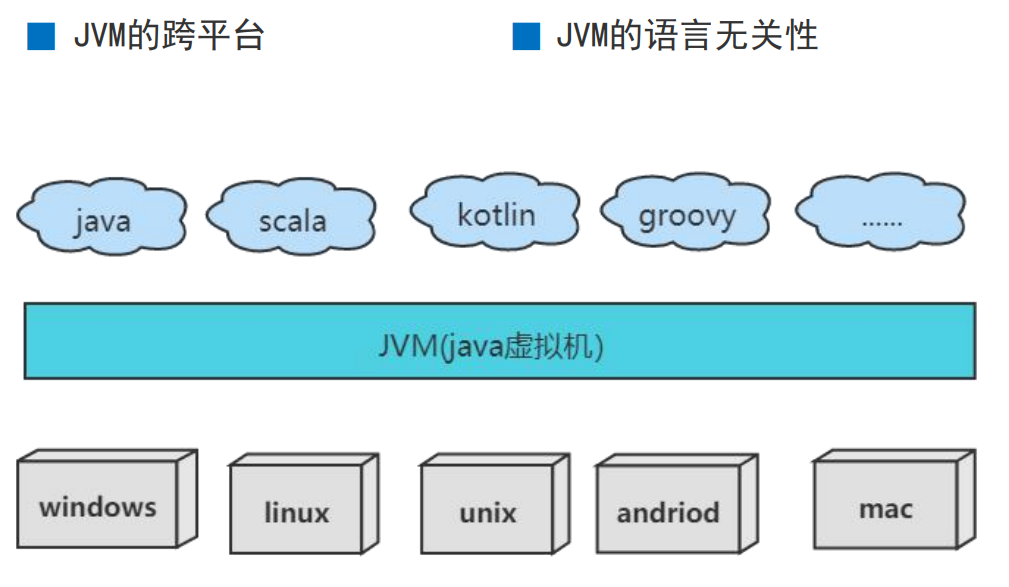 JVM的跨平台
JVM的语言无关性
java
scala
kotlin
groovy
......
JVM(java虚拟机)
windows
linux
unix
andriod
mac